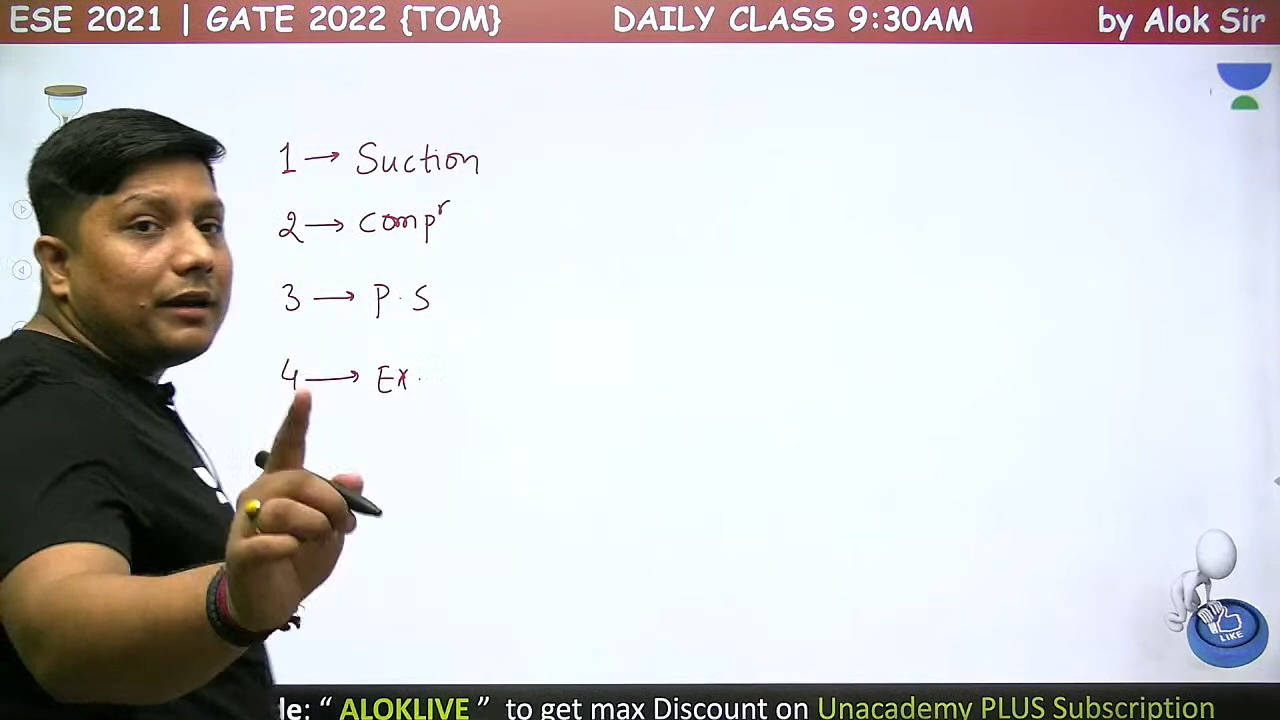 ESE 2021 | GATE 2022 {TOM} DAILY CLASS 9:30AM by Alok Sir
1 → Suction
2 → Compʳ
3 → P.S
4 → Ex.
LIKE
de: “ ALOKLIVE ” to get max Discount on Unacademy PLUS Subscription